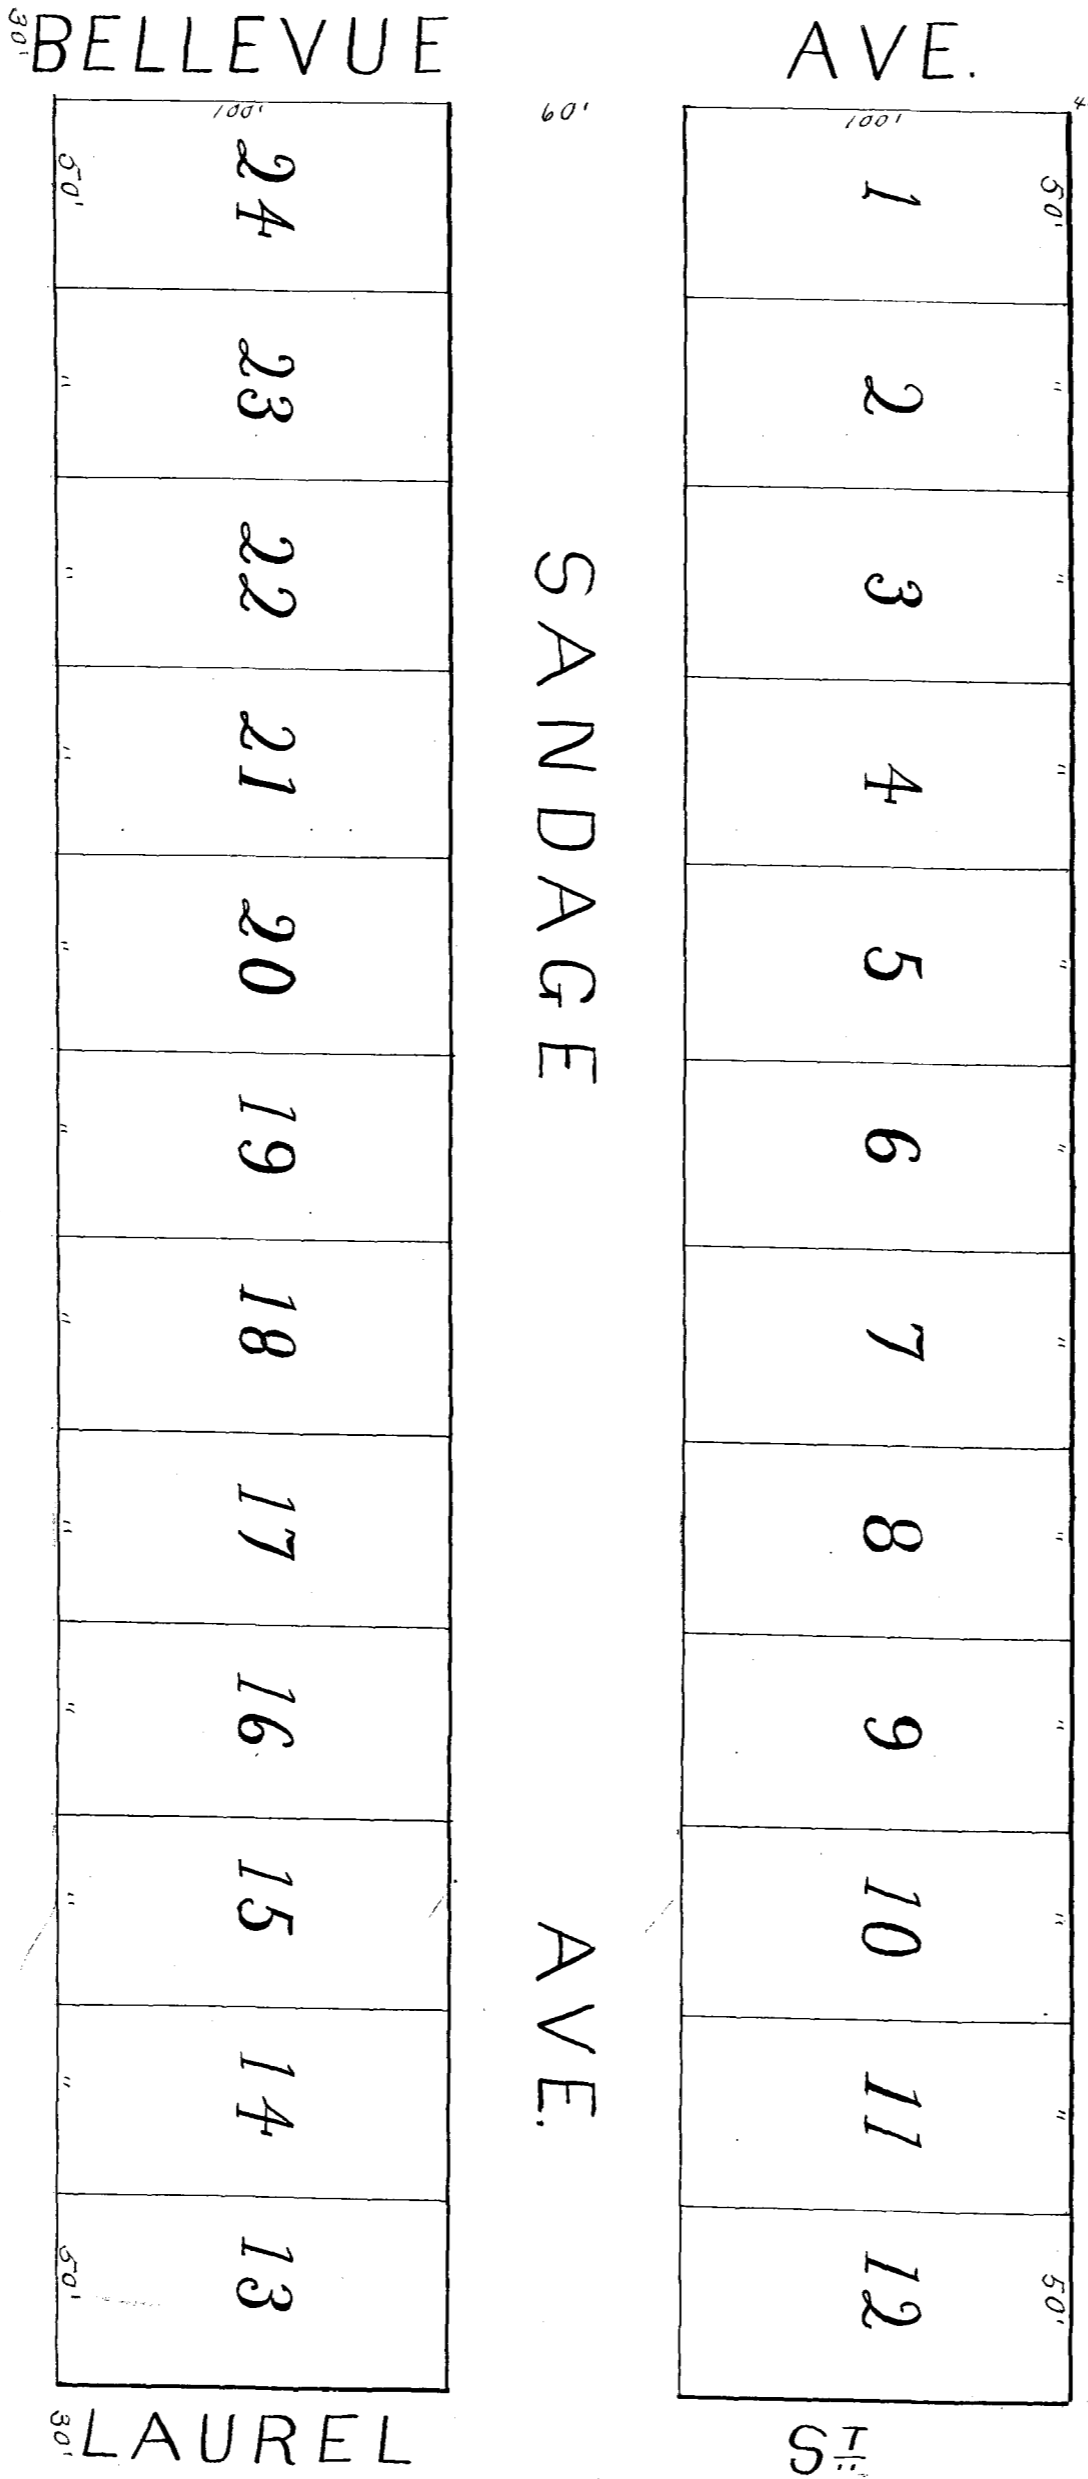 30' BELLEVUE AVE.
100' 60' 100' 4
50' 24 1 50'
" 23 2 "
" 22 3 "
" 21 4 "
" 20 5 "
" 19 6 "
" 18 7 "
" 17 8 "
" 16 9 "
" 15 10 "
" 14 11 "
50' 13 12 50'
SANDAGE AVE.
30' LAUREL ST